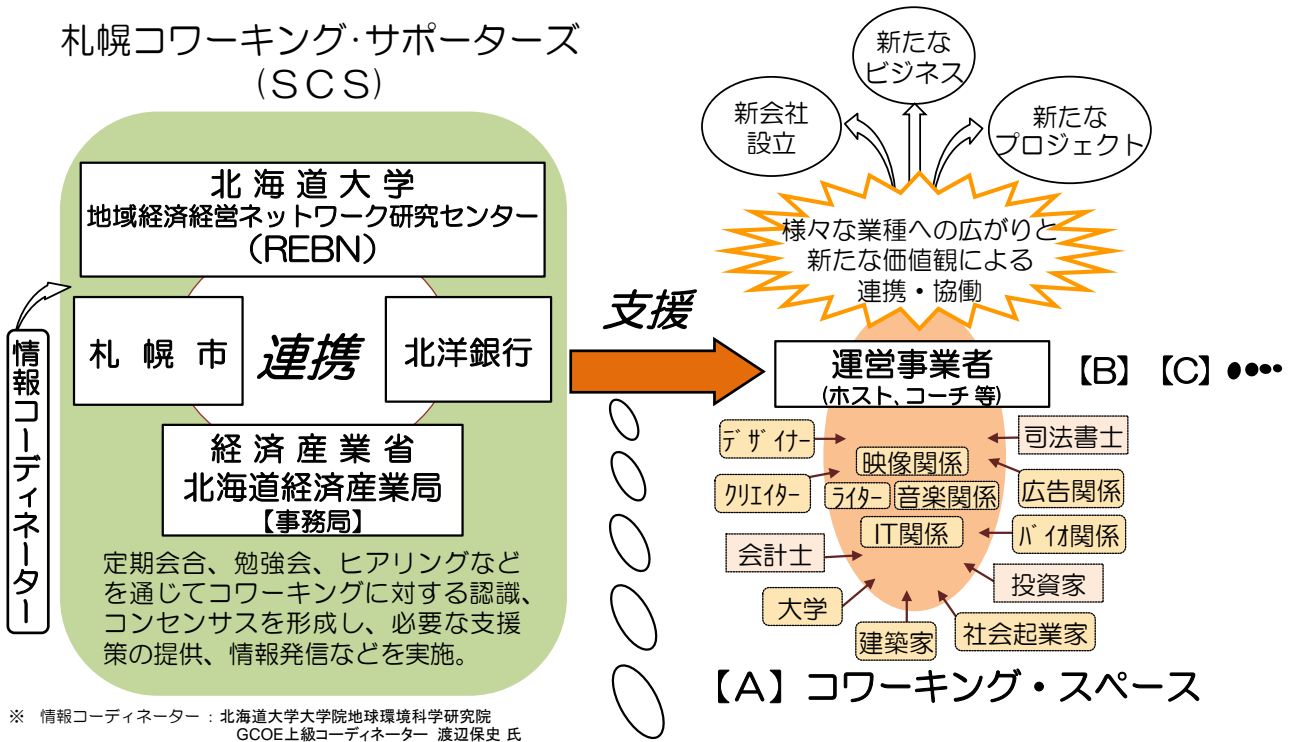 札幌コワーキング･サポーターズ
(ＳＣＳ)
北 海 道 大 学
地域経済経営ネットワーク研究センター
(REBN)
札 幌 市
連携
北洋銀行
経 済 産 業 省
北海道経済産業局
【事務局】
定期会合、勉強会、ヒアリングなど
を通じてコワーキングに対する認識、
コンセンサスを形成し、必要な支援
策の提供、情報発信などを実施。
情報コーディネーター
※ 情報コーディネーター : 北海道大学大学院地球環境科学研究院
GCOE上級コーディネーター 渡辺保史 氏
支援
新たな
ビジネス
新会社
設立
新たな
プロジェクト
様々な業種への広がりと
新たな価値観による
連携・協働
運営事業者
(ホスト、コーチ 等)
【B】【C】●●●●
ﾃﾞｻﾞｲﾅｰ
司法書士
映像関係
ｸﾘｴｲﾀｰ
ﾗｲﾀｰ
音楽関係
広告関係
IT関係
ﾊﾞｲｵ関係
会計士
投資家
大学
建築家
社会起業家
【A】コワーキング・スペース